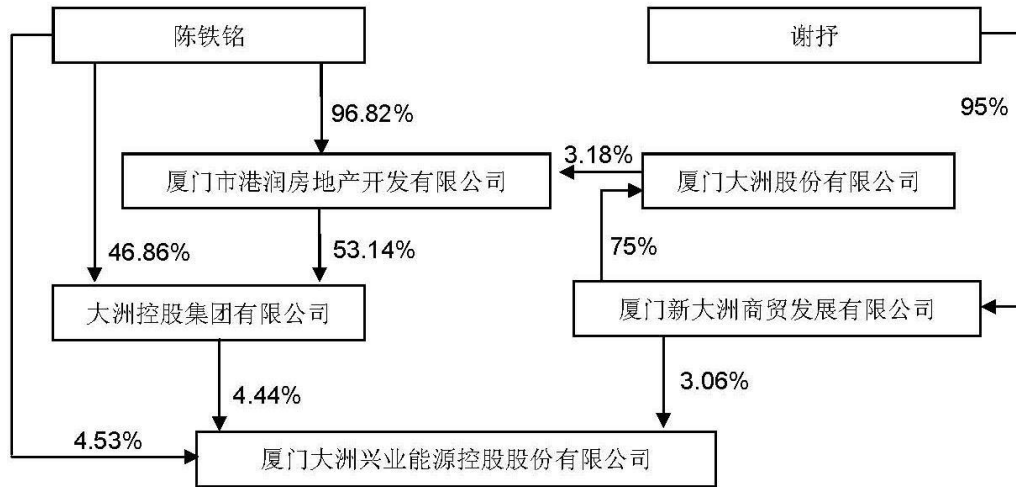 陈铁铭
谢抒
96.82%
95%
3.18%
厦门市港润房地产开发有限公司
厦门大洲股份有限公司
46.86%
53.14%
75%
大洲控股集团有限公司
厦门新大洲商贸发展有限公司
4.44%
3.06%
4.53%
厦门大洲兴业能源控股股份有限公司